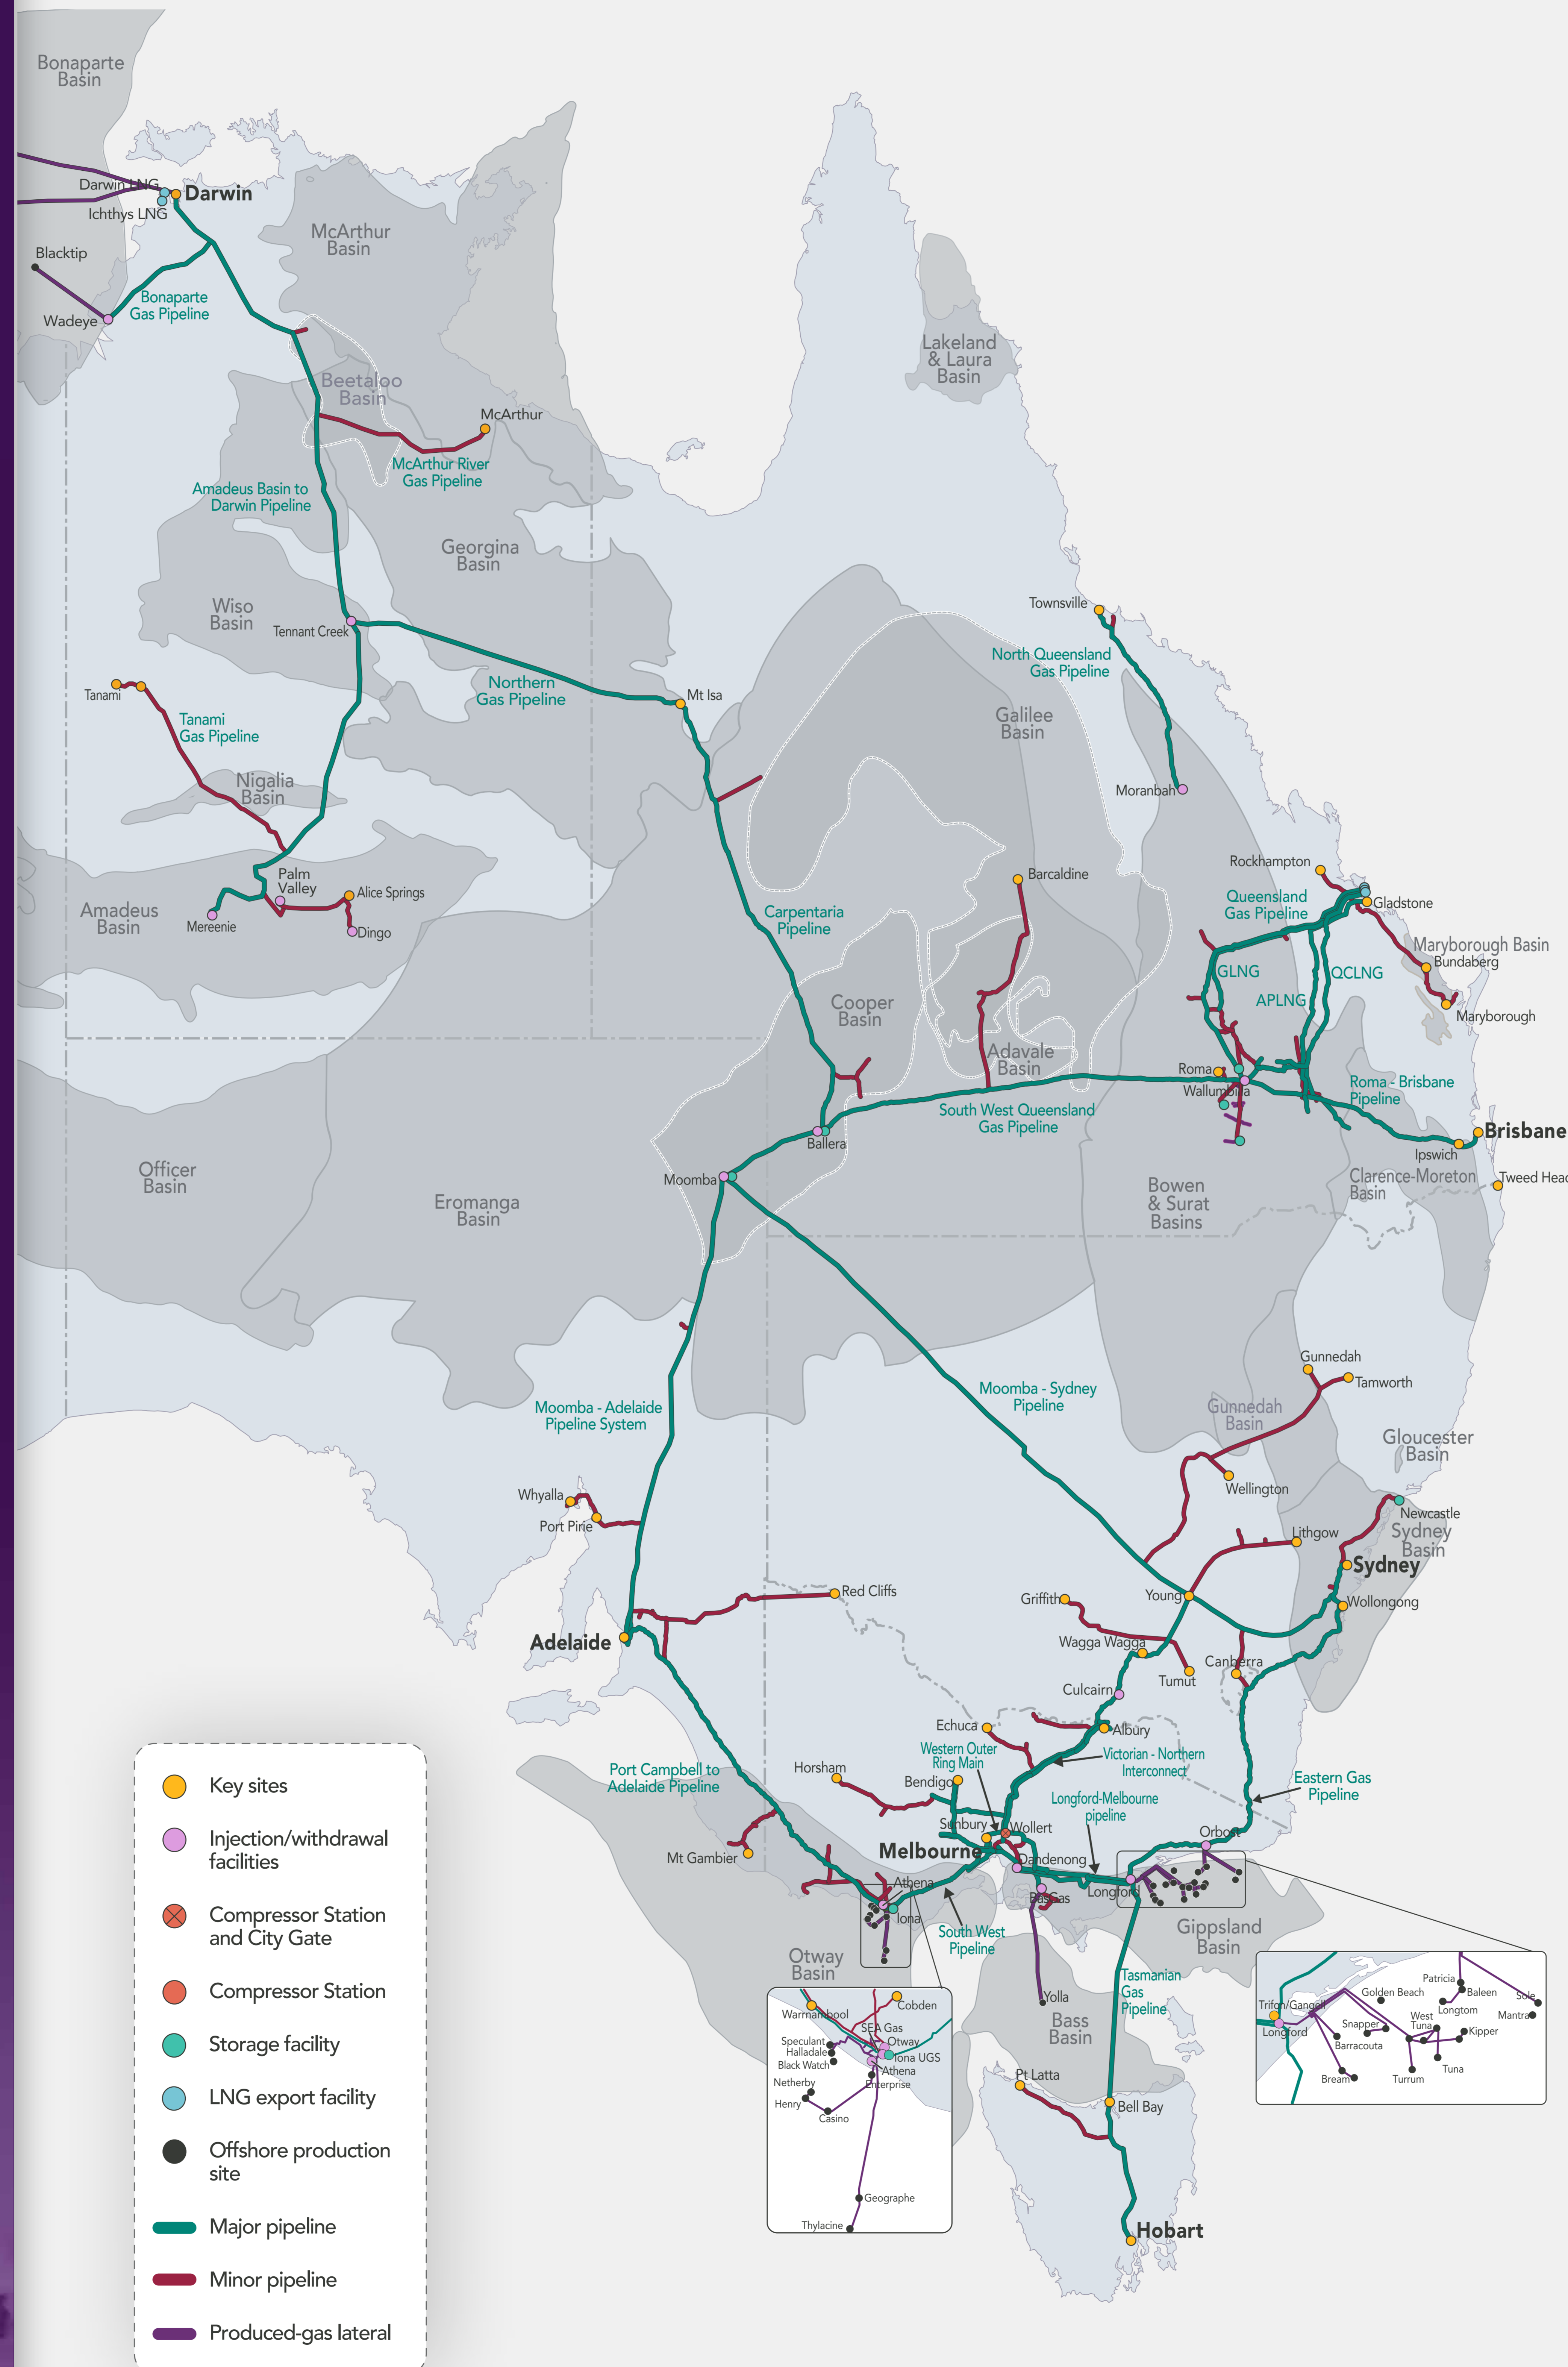 Bonaparte
Basin
Darwin LNG
Darwin
Ichthys LNG
McArthur
Basin
Blacktip
Bonaparte
Gas Pipeline
Wadeye
Lakeland
& Laura
Basin
Beetaloo
Basin
McArthur
McArthur River
Gas Pipeline
Amadeus Basin to
Darwin Pipeline
Georgina
Basin
Wiso
Basin
Tennant Creek
Townsville
North Queensland
Gas Pipeline
Northern
Gas Pipeline
Mt Isa
Tanami
Tanami
Gas Pipeline
Galilee
Basin
Nigalia
Basin
Moranbah
Rockhampton
Palm
Valley
Alice Springs
Barcaldine
Amadeus
Basin
Mereenie
Dingo
Carpentaria
Pipeline
Queensland
Gas Pipeline
Gladstone
Maryborough Basin
Bundaberg
GLNG
QCLNG
APLNG
Maryborough
Cooper
Basin
Adavale
Basin
Roma
Wallumbilla
Roma - Brisbane
Pipeline
South West Queensland
Gas Pipeline
Ballera
Brisbane
Ipswich
Moomba
Officer
Basin
Eromanga
Basin
Bowen
& Surat
Basins
Clarence-Moreton
Basin
Tweed Head
Gunnedah
Tamworth
Moomba - Adelaide
Pipeline System
Moomba - Sydney
Pipeline
Gunnedah
Basin
Gloucester
Basin
Whyalla
Port Pirie
Wellington
Newcastle
Lithgow
Sydney
Basin
Sydney
Red Cliffs
Griffith
Young
Wollongong
Adelaide
Wagga Wagga
Tumut
Canberra
Culcairn
Echuca
Albury
Western Outer
Ring Main
Victorian - Northern
Interconnect
Port Campbell to
Adelaide Pipeline
Horsham
Bendigo
Longford-Melbourne
pipeline
Eastern Gas
Pipeline
Sunbury
Wollert
Orbost
Melbourne
Mt Gambier
Dandenong
Athena
Longford
BassGas
Iona
South West
Pipeline
Gippsland
Basin
Otway
Basin
Yolla
Tasmanian
Gas
Pipeline
Bass
Basin
Pt Latta
Bell Bay
Hobart
Warrnambool
Cobden
SEA Gas
Speculant
Otway
Halladale
Iona UGS
Black Watch
Athena
Enterprise
Netherby
Henry
Casino
Geographe
Thylacine
Patricia
Baleen
Golden Beach
Sole
Trifon/Gangell
Longtom
Mantra
West
Tuna
Snapper
Longford
Kipper
Barracouta
Tuna
Bream
Turrum
Key sites
Injection/withdrawal
facilities
Compressor Station
and City Gate
Compressor Station
Storage facility
LNG export facility
Offshore production
site
Major pipeline
Minor pipeline
Produced-gas lateral